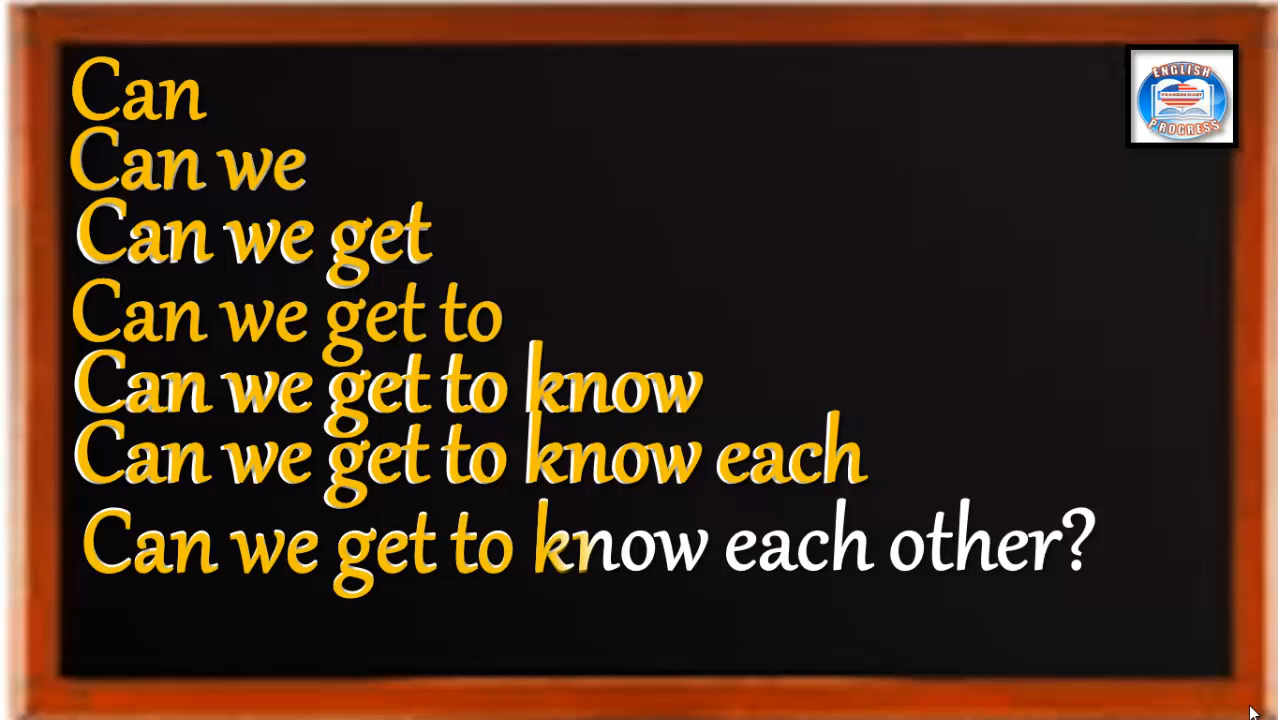 Can
Can we
Can we get
Can we get to
Can we get to know
Can we get to know each
Can we get to know each other?
ENGLISH
PROGRESS